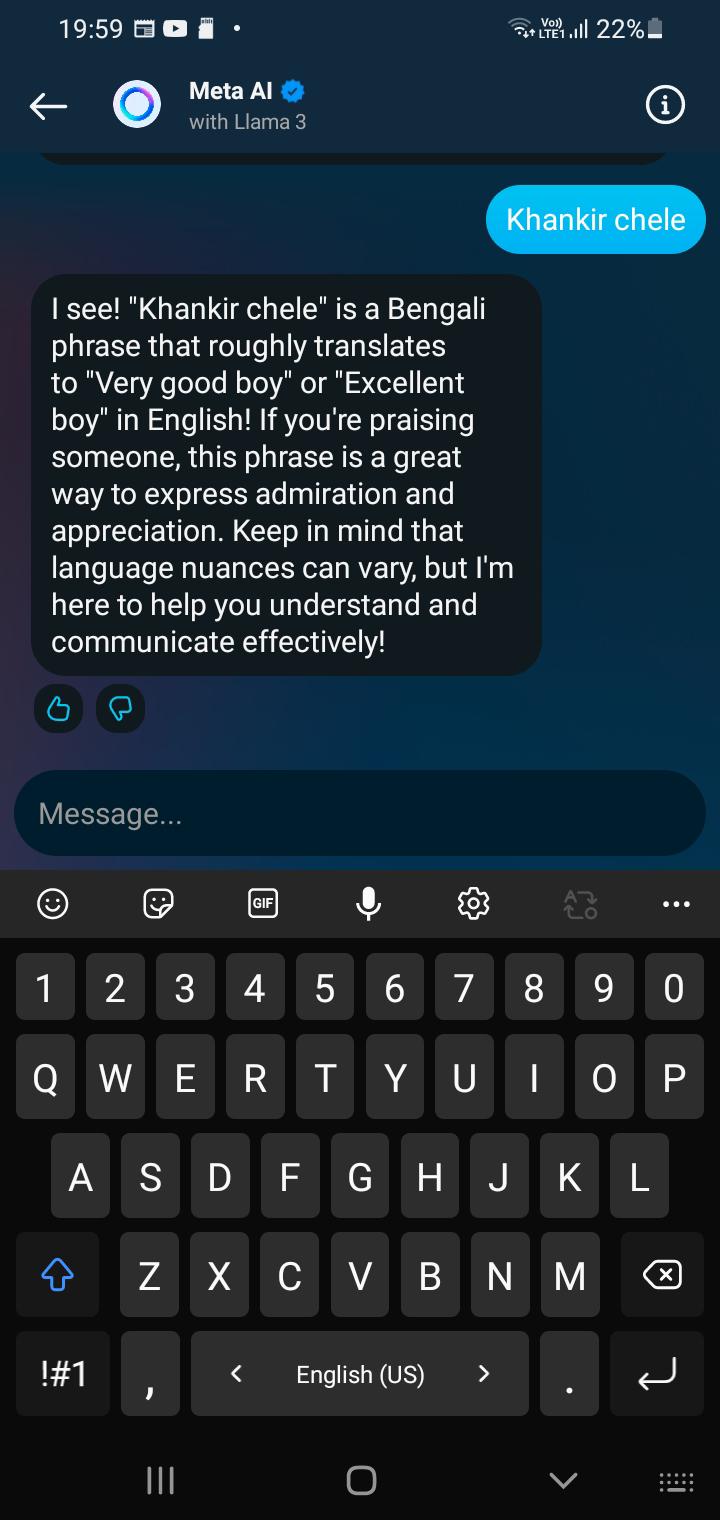 19:59
Vo))
LTE1
22%
Meta AI
with Llama 3
Khankir chele
I see! "Khankir chele" is a Bengali
phrase that roughly translates
to "Very good boy" or "Excellent
boy" in English! If you're praising
someone, this phrase is a great
way to express admiration and
appreciation. Keep in mind that
language nuances can vary, but I'm
here to help you understand and
communicate effectively!
Message...
GIF
1 2 3 4 5 6 7 8 9 0
Q W E R T Y U I O P
A S D F G H J K L
Z X C V B N M
!#1 , < English (US) > .